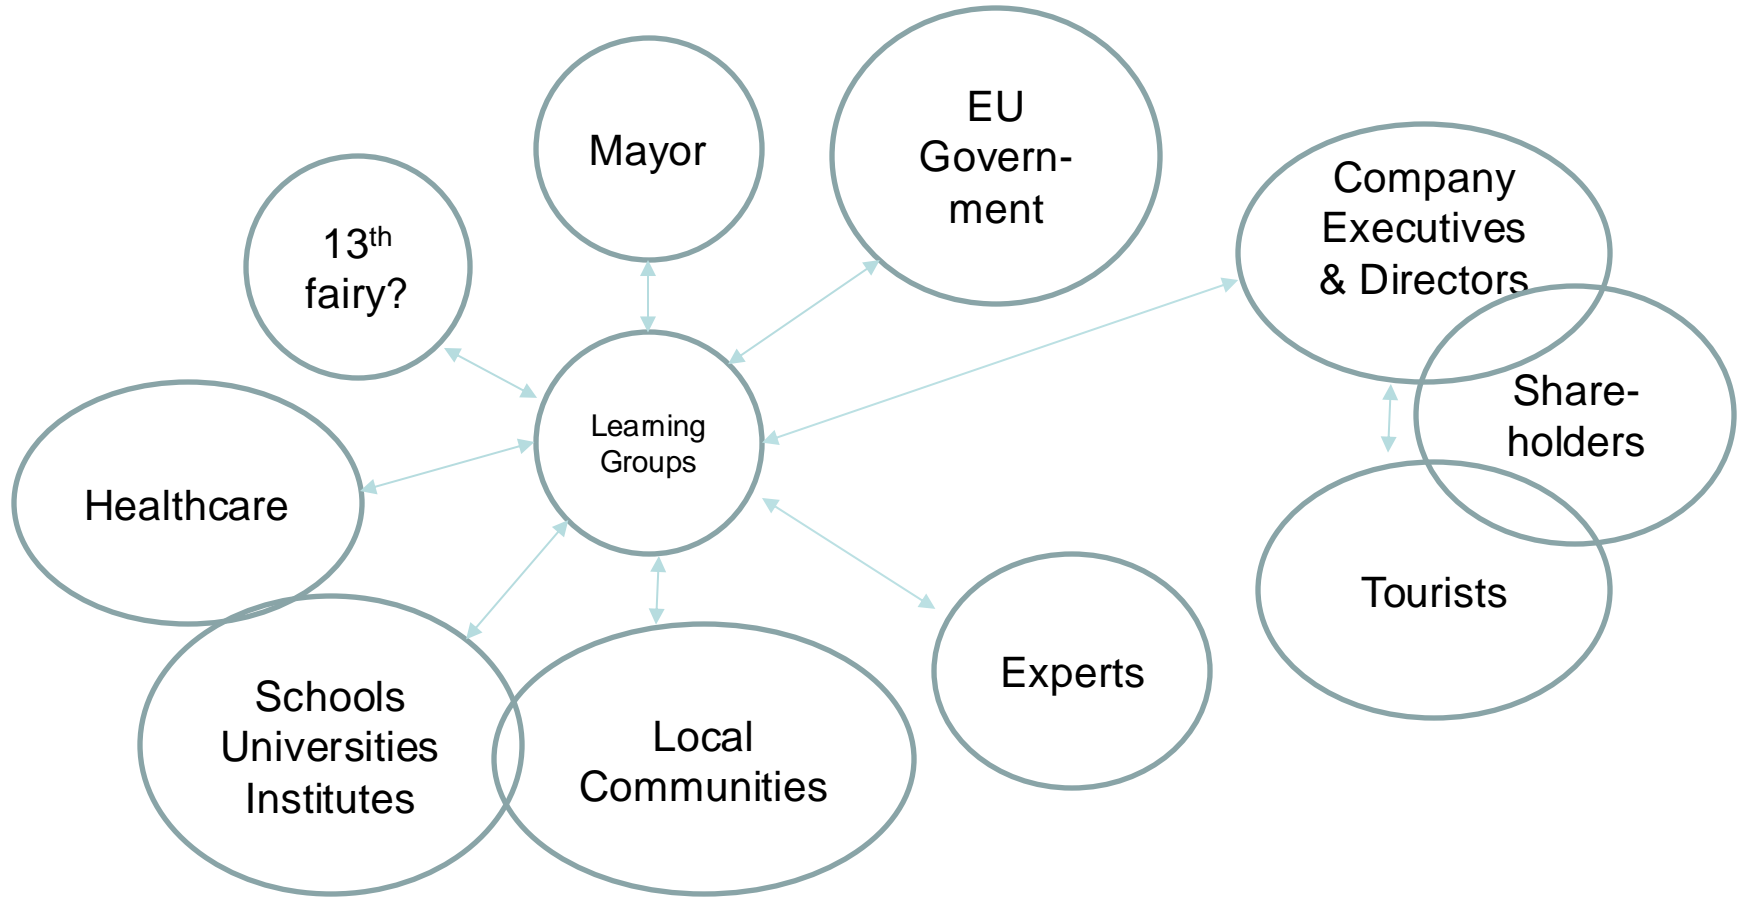 Mayor
EU
Govern-
ment
Company
Executives
& Directors
13th
fairy?
Share-
holders
Learning
Groups
Healthcare
Tourists
Experts
Schools
Universities
Institutes
Local
Communities